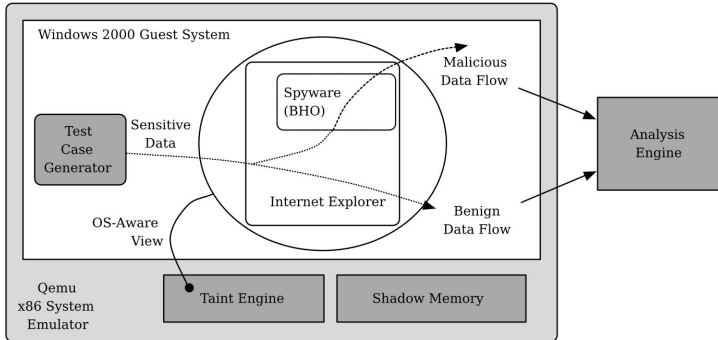 Windows 2000 Guest System
Malicious
Data Flow
Spyware
(BHO)
Test
Case
Generator
Sensitive
Data
Analysis
Engine
Internet Explorer
Benign
Data Flow
OS-Aware
View
Qemu
x86 System
Emulator
Taint Engine
Shadow Memory